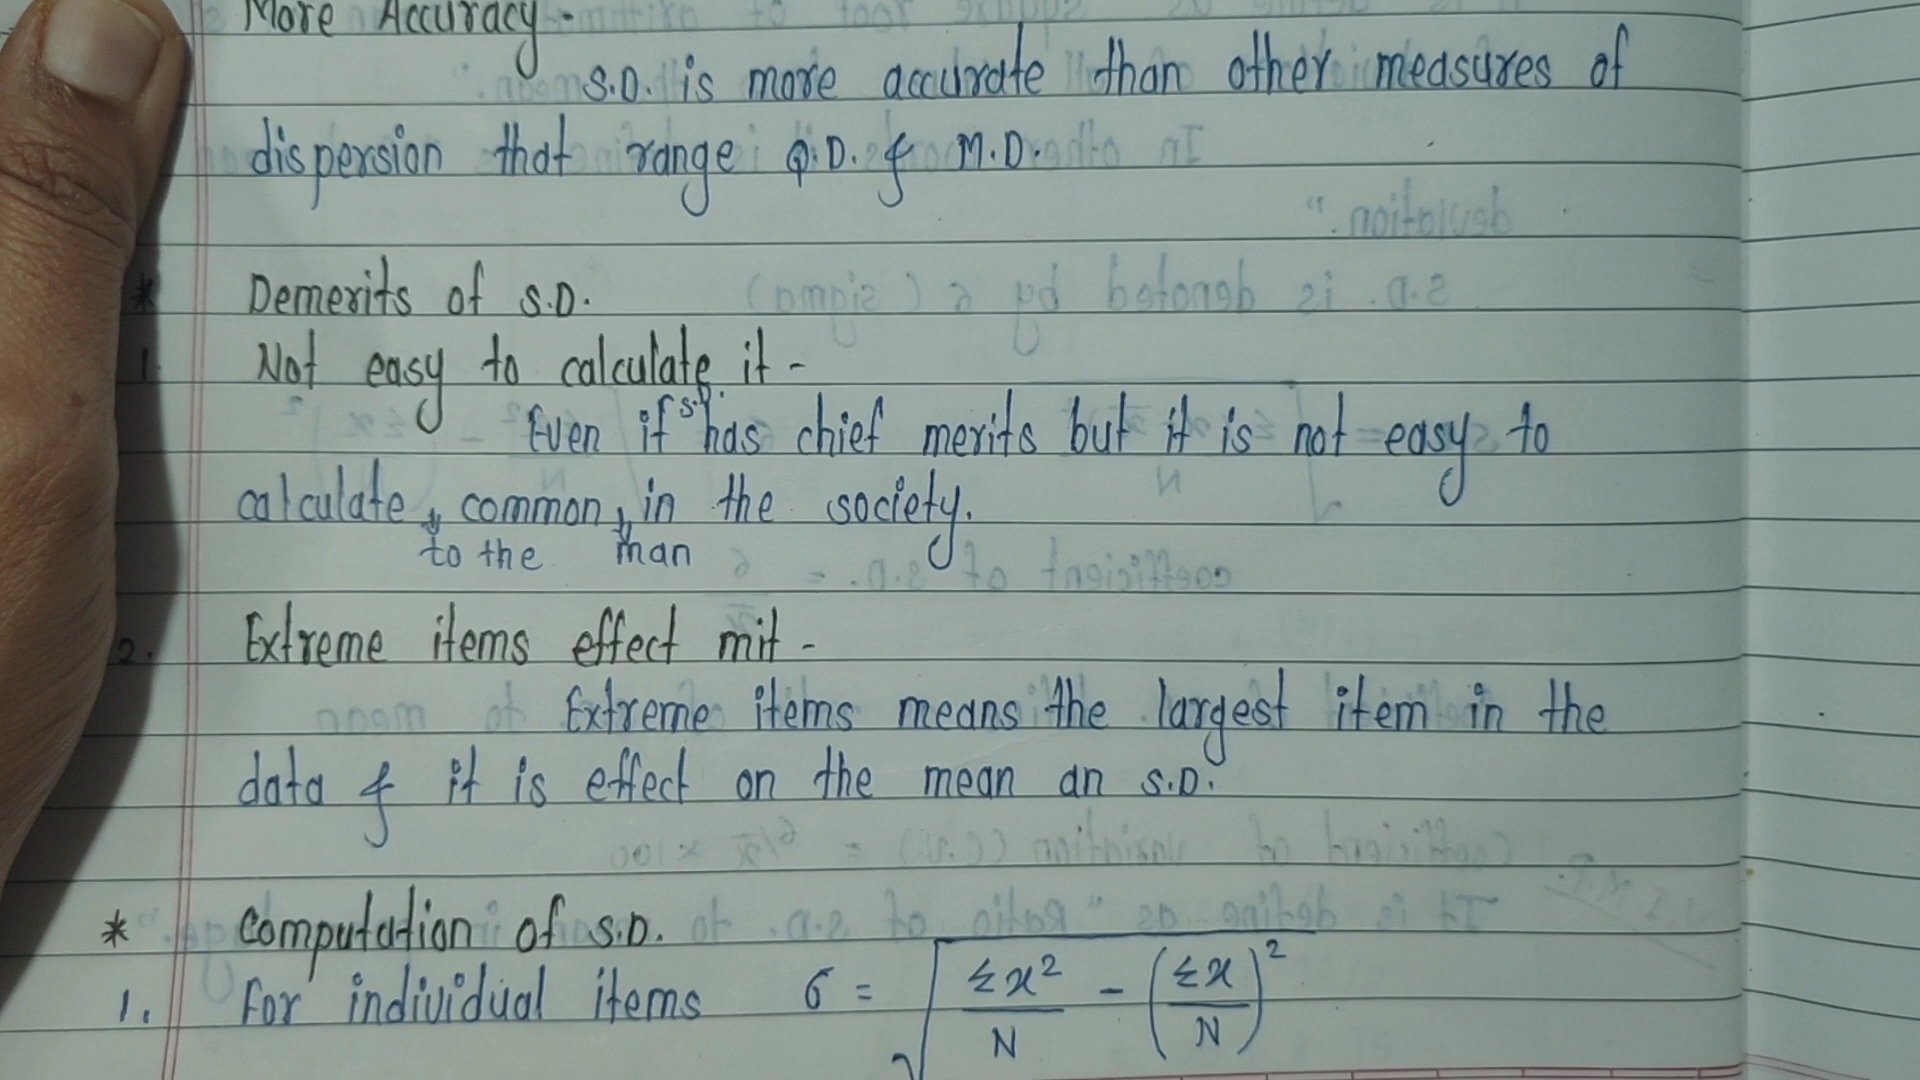 More Accuracy -
S.D. is more accurate than other measures of
dispersion that range Q.D. & M.D.
* Demerits of S.D.
1. Not easy to calculate it -
Even if S.D. has chief merits but it is not easy to
calculate to the common man in the society.
2. Extreme items effect mit -
Extreme items means the largest item in the
data & it is effect on the mean an S.D.
* Computation of S.D.
1. For individual items σ = √ Σx²/N - (Σx/N)²